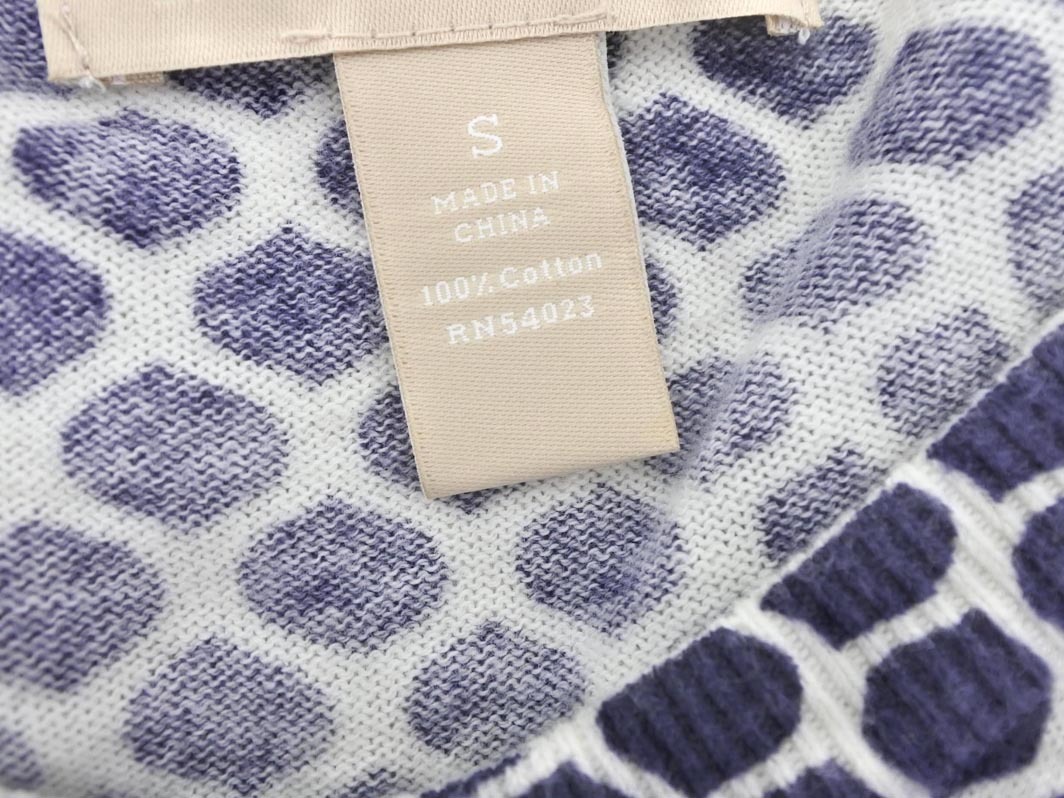 S
MADE IN
CHINA
100% Cotton
RN54023